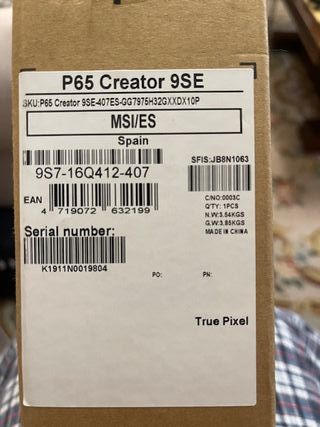 P65 Creator 9SE
SKU:P65 Creator 9SE-407ES-GG7975H32GXXDX10P
MSI/ES
Spain
9S7-16Q412-407
SFIS:JB8N1063
EAN
4 719072 632199
C/NO:0003C
Q'TY: 1PCS
N.W:3.54KGS
G.W:3.85KGS
MADE IN CHINA
Serial number:
K1911N0019804
PO:
PN:
True Pixel